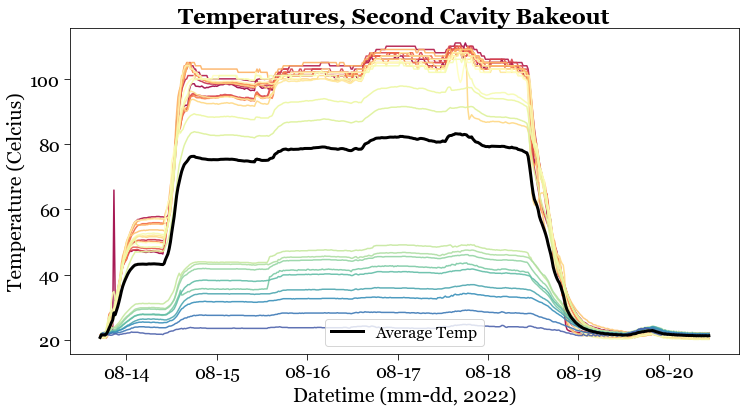 Temperatures, Second Cavity Bakeout
Temperature (Celcius)
100
80
60
40
20
Average Temp
08-14 08-15 08-16 08-17 08-18 08-19 08-20
Datetime (mm-dd, 2022)